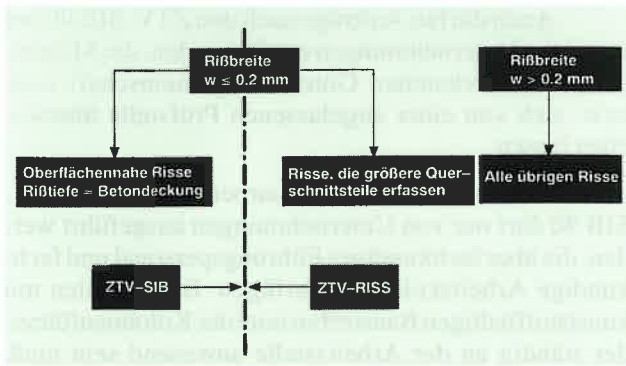 Rißbreite
w ≤ 0.2 mm
Rißbreite
w > 0.2 mm
Oberflächennahe Risse
Rißtiefe = Betondeckung
Risse. die größere Quer–
schnittsteile erfassen
Alle übrigen Risse
ZTV–SIB
ZTV–RISS